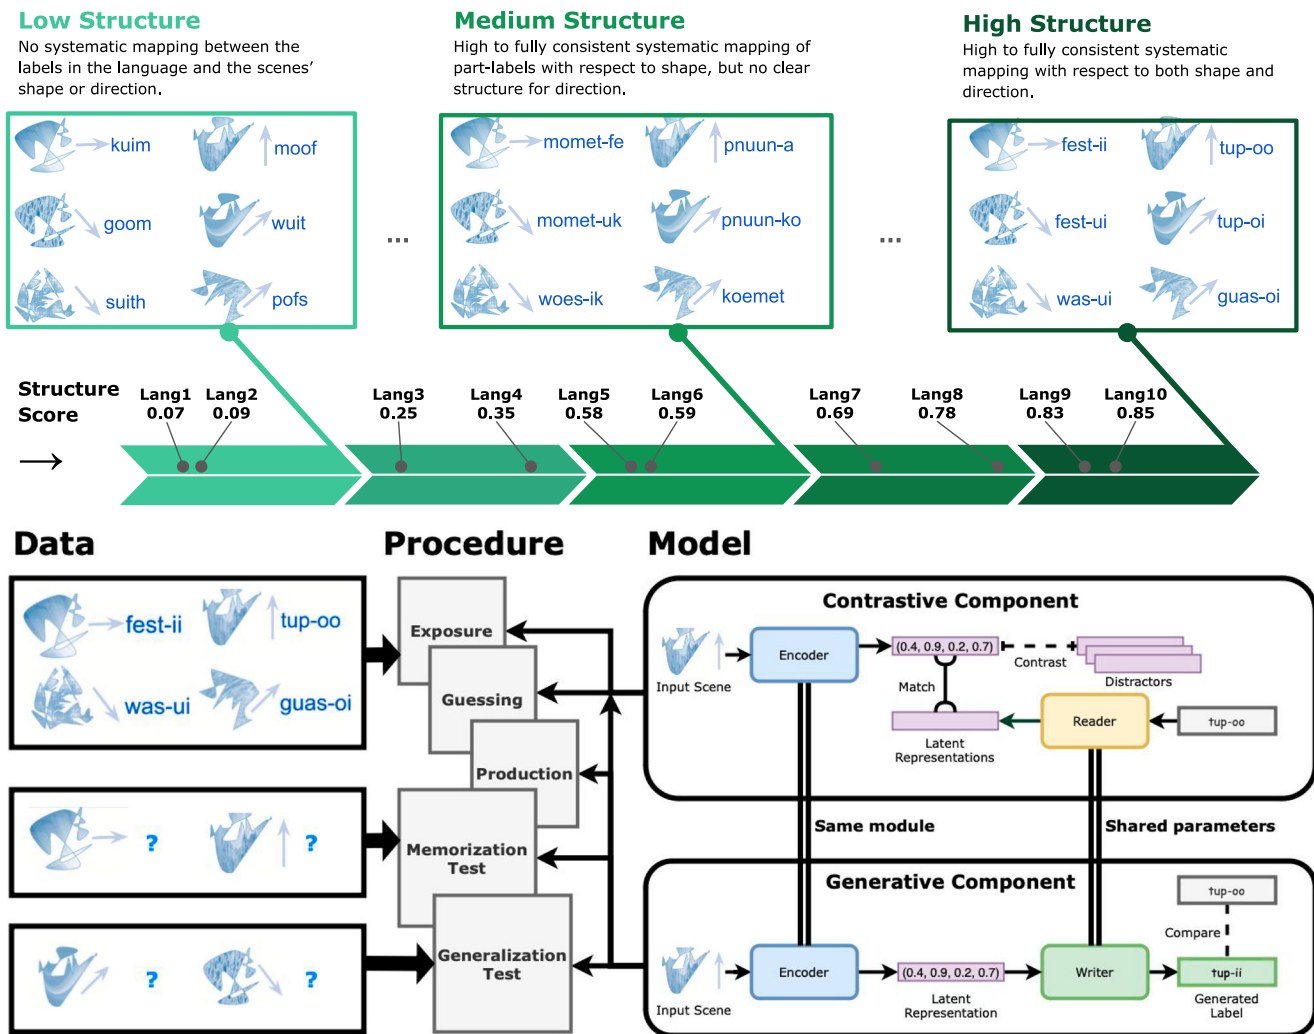 Low Structure
No systematic mapping between the
labels in the language and the scenes'
shape or direction.
kuim
moof
goom
wuit
suith
pofs
...
Medium Structure
High to fully consistent systematic mapping of
part-labels with respect to shape, but no clear
structure for direction.
momet-fe
pnuun-a
momet-uk
pnuun-ko
woes-ik
koemet
...
High Structure
High to fully consistent systematic
mapping with respect to both shape and
direction.
fest-ii
tup-oo
fest-ui
tup-oi
was-ui
guas-oi
Structure
Score
Lang1
0.07
Lang2
0.09
Lang3
0.25
Lang4
0.35
Lang5
0.58
Lang6
0.59
Lang7
0.69
Lang8
0.78
Lang9
0.83
Lang10
0.85
Data
fest-ii
tup-oo
was-ui
guas-oi
?
?
?
?
Procedure
Exposure
Guessing
Production
Memorization
Test
Generalization
Test
Model
Contrastive Component
Input Scene
Encoder
(0.4, 0.9, 0.2, 0.7)
Contrast
Distractors
Match
Latent
Representations
Reader
tup-oo
Same module
Shared parameters
Generative Component
tup-oo
Compare
Input Scene
Encoder
(0.4, 0.9, 0.2, 0.7)
Latent
Representation
Writer
tup-ii
Generated
Label